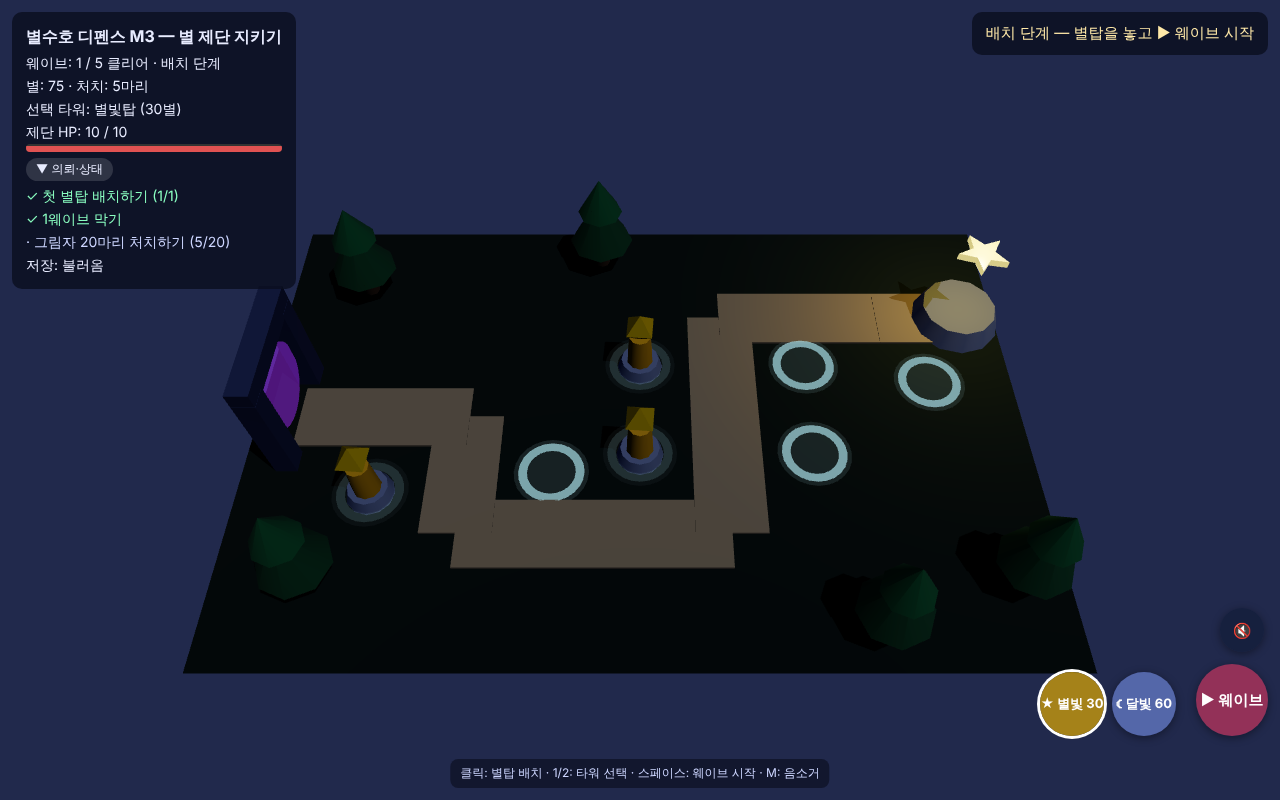 별수호 디펜스 M3 — 별 제단 지키기
웨이브: 1 / 5 클리어 · 배치 단계
별: 75 · 처치: 5마리
선택 타워: 별빛탑 (30별)
제단 HP: 10 / 10
▼ 의뢰·상태
✓ 첫 별탑 배치하기 (1/1)
✓ 1웨이브 막기
· 그림자 20마리 처치하기 (5/20)
저장: 불러옴
배치 단계 — 별탑을 놓고 ▶ 웨이브 시작
★ 별빛 30
☾ 달빛 60
▶ 웨이브
클릭: 별탑 배치 · 1/2: 타워 선택 · 스페이스: 웨이브 시작 · M: 음소거